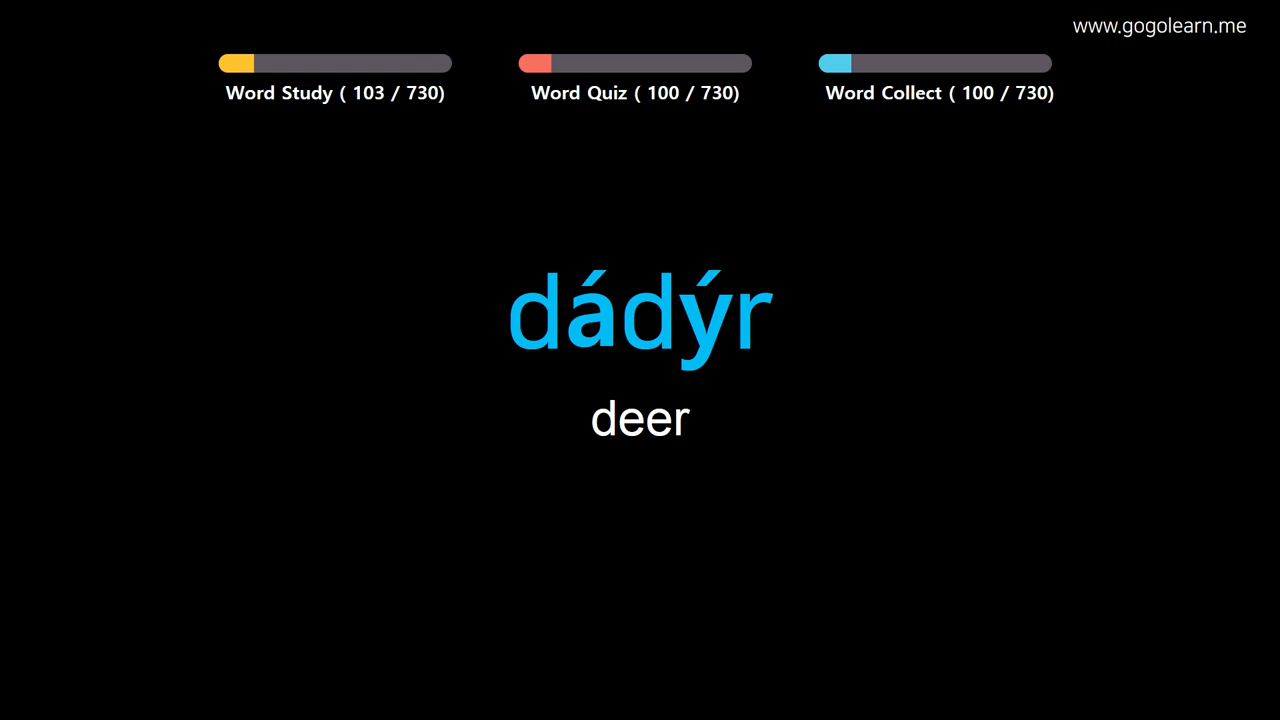 www.gogolearn.me
Word Study ( 103 / 730)
Word Quiz ( 100 / 730)
Word Collect ( 100 / 730)
dádýr
deer